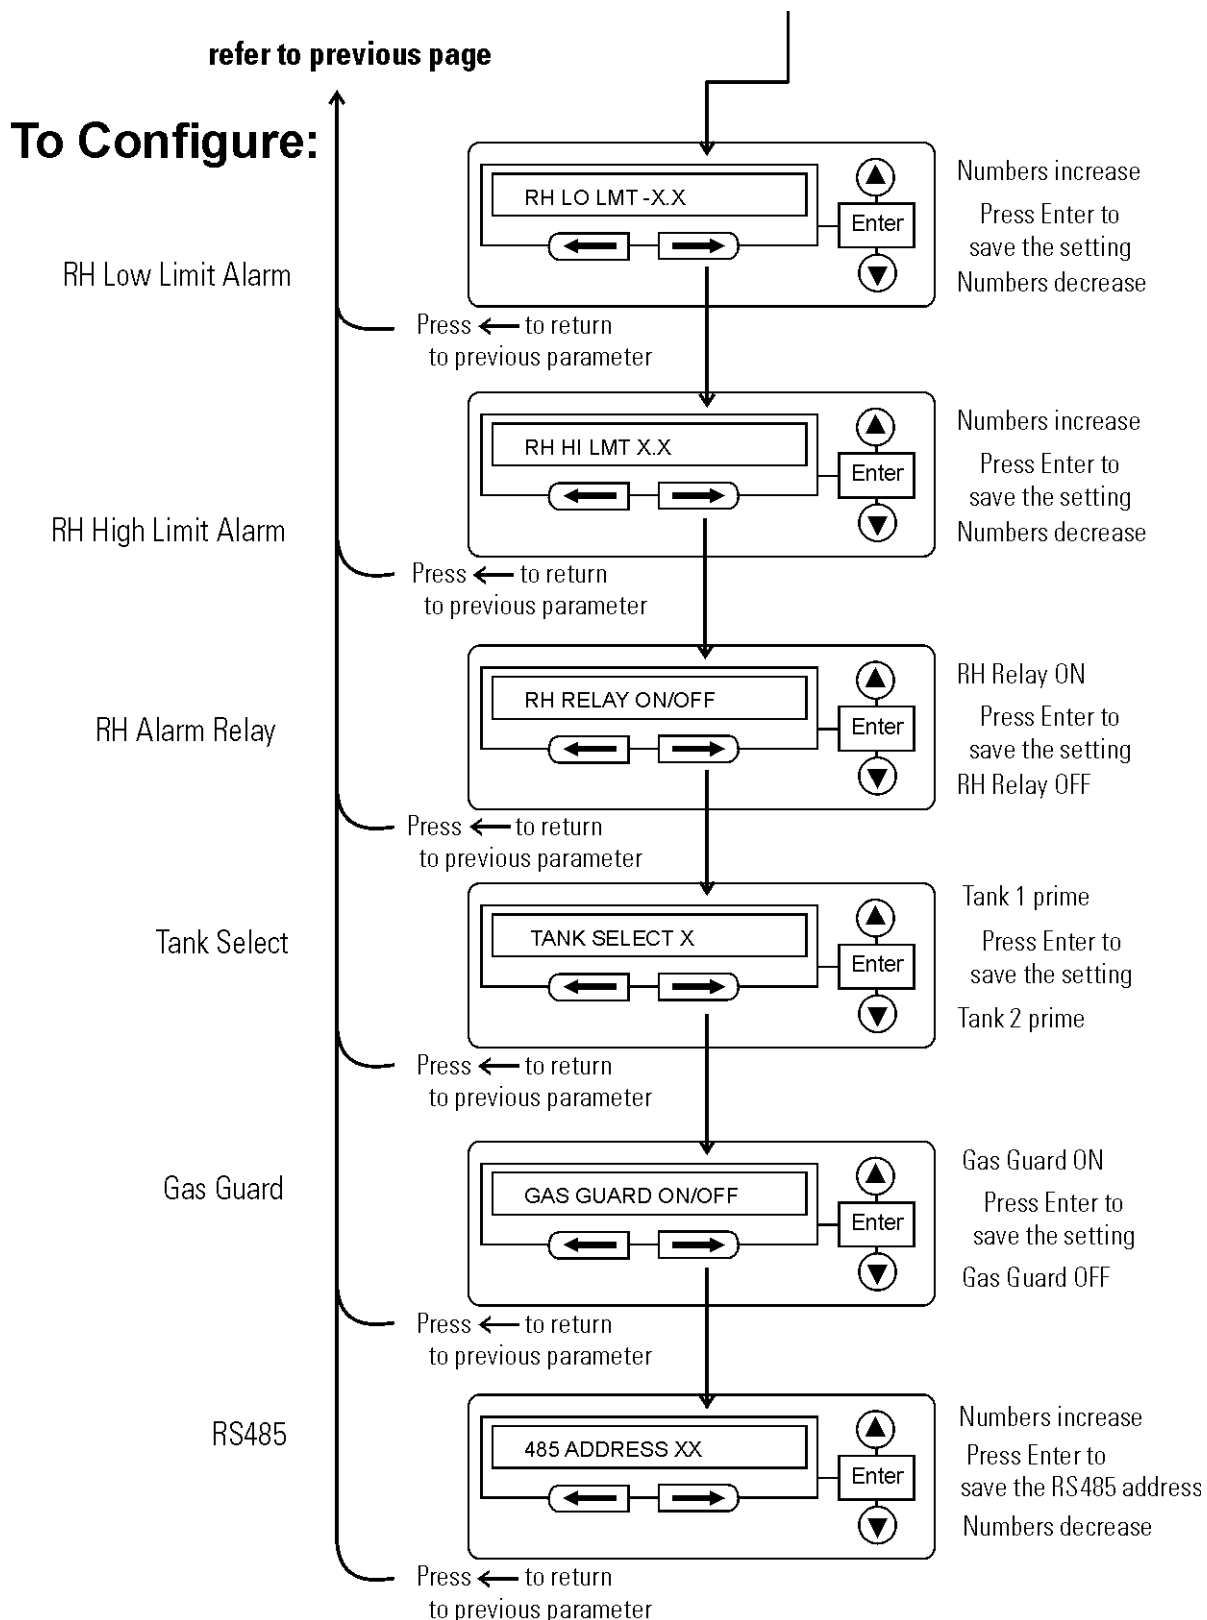 refer to previous page
To Configure:
RH Low Limit Alarm
RH LO LMT -X.X
Enter
Numbers increase
Press Enter to
save the setting
Numbers decrease
Press ← to return
to previous parameter
RH High Limit Alarm
RH HI LMT X.X
Enter
Numbers increase
Press Enter to
save the setting
Numbers decrease
Press ← to return
to previous parameter
RH Alarm Relay
RH RELAY ON/OFF
Enter
RH Relay ON
Press Enter to
save the setting
RH Relay OFF
Press ← to return
to previous parameter
Tank Select
TANK SELECT X
Enter
Tank 1 prime
Press Enter to
save the setting
Tank 2 prime
Press ← to return
to previous parameter
Gas Guard
GAS GUARD ON/OFF
Enter
Gas Guard ON
Press Enter to
save the setting
Gas Guard OFF
Press ← to return
to previous parameter
RS485
485 ADDRESS XX
Enter
Numbers increase
Press Enter to
save the RS485 address
Numbers decrease
Press ← to return
to previous parameter